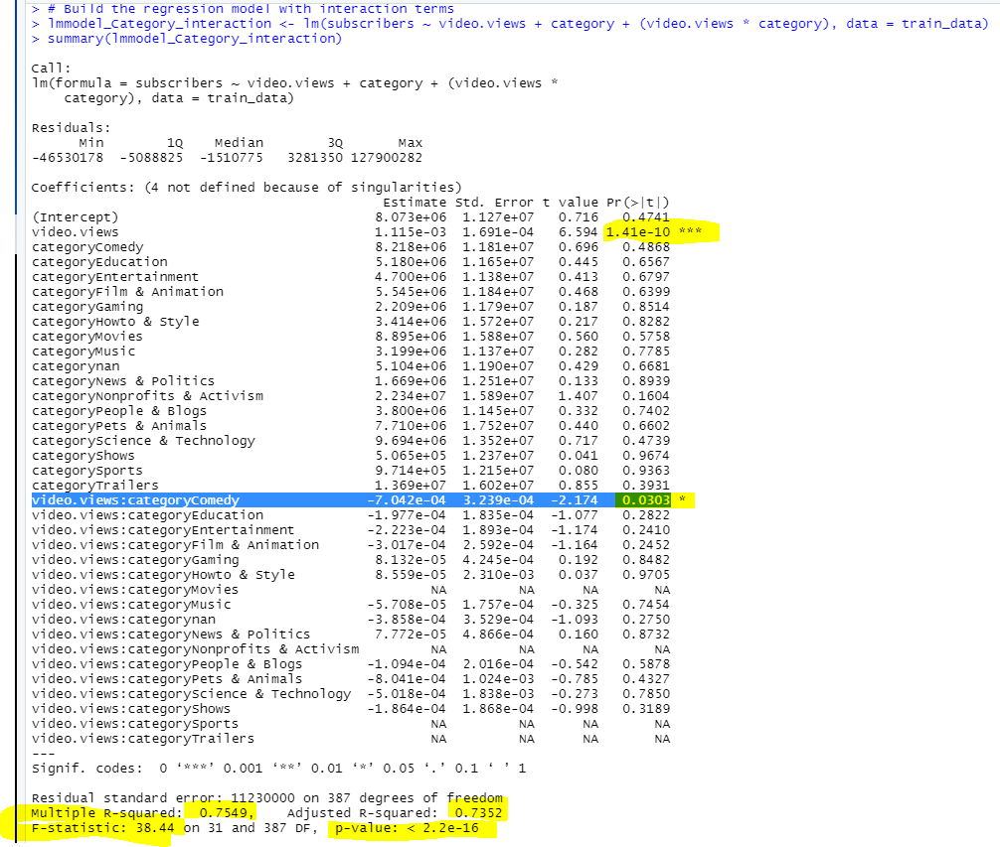 > # Build the regression model with interaction terms
> lmmodel_Category_interaction <- lm(subscribers ~ video.views + category + (video.views * category), data = train_data)
> summary(lmmodel_Category_interaction)
Call:
lm(formula = subscribers ~ video.views + category + (video.views *
category), data = train_data)
Residuals:
Min 1Q Median 3Q Max
-46530178 -5088825 -1510775 3281350 127900282
Coefficients: (4 not defined because of singularities)
Estimate Std. Error t value Pr(>|t|)
(Intercept) 8.073e+06 1.127e+07 0.716 0.4741
video.views 1.115e-03 1.691e-04 6.594 1.41e-10 ***
categoryComedy 8.218e+06 1.181e+07 0.696 0.4868
categoryEducation 5.180e+06 1.165e+07 0.445 0.6567
categoryEntertainment 4.700e+06 1.138e+07 0.413 0.6797
categoryFilm & Animation 5.545e+06 1.184e+07 0.468 0.6399
categoryGaming 2.209e+06 1.179e+07 0.187 0.8514
categoryHowto & Style 3.414e+06 1.572e+07 0.217 0.8282
categoryMovies 8.895e+06 1.588e+07 0.560 0.5758
categoryMusic 3.199e+06 1.137e+07 0.282 0.7785
categorynan 5.104e+06 1.190e+07 0.429 0.6681
categoryNews & Politics 1.669e+06 1.251e+07 0.133 0.8939
categoryNonprofits & Activism 2.234e+07 1.589e+07 1.407 0.1604
categoryPeople & Blogs 3.800e+06 1.145e+07 0.332 0.7402
categoryPets & Animals 7.710e+06 1.752e+07 0.440 0.6602
categoryScience & Technology 9.694e+06 1.352e+07 0.717 0.4739
categoryShows 5.065e+05 1.237e+07 0.041 0.9674
categorySports 9.714e+05 1.215e+07 0.080 0.9363
categoryTrailers 1.369e+07 1.602e+07 0.855 0.3931
video.views:categoryComedy -7.042e-04 3.239e-04 -2.174 0.0303 *
video.views:categoryEducation -1.977e-04 1.835e-04 -1.077 0.2822
video.views:categoryEntertainment -2.223e-04 1.893e-04 -1.174 0.2410
video.views:categoryFilm & Animation -3.017e-04 2.592e-04 -1.164 0.2452
video.views:categoryGaming 8.132e-05 4.245e-04 0.192 0.8482
video.views:categoryHowto & Style 8.559e-05 2.310e-03 0.037 0.9705
video.views:categoryMovies NA NA NA NA
video.views:categoryMusic -5.708e-05 1.757e-04 -0.325 0.7454
video.views:categorynan -3.858e-04 3.529e-04 -1.093 0.2750
video.views:categoryNews & Politics 7.772e-05 4.866e-04 0.160 0.8732
video.views:categoryNonprofits & Activism NA NA NA NA
video.views:categoryPeople & Blogs -1.094e-04 2.016e-04 -0.542 0.5878
video.views:categoryPets & Animals -8.041e-04 1.024e-03 -0.785 0.4327
video.views:categoryScience & Technology -5.018e-04 1.838e-03 -0.273 0.7850
video.views:categoryShows -1.864e-04 1.868e-04 -0.998 0.3189
video.views:categorySports NA NA NA NA
video.views:categoryTrailers NA NA NA NA
---
Signif. codes: 0 ‘***’ 0.001 ‘**’ 0.01 ‘*’ 0.05 ‘.’ 0.1 ‘ ’ 1
Residual standard error: 11230000 on 387 degrees of freedom
Multiple R-squared: 0.7549, Adjusted R-squared: 0.7352
F-statistic: 38.44 on 31 and 387 DF, p-value: < 2.2e-16